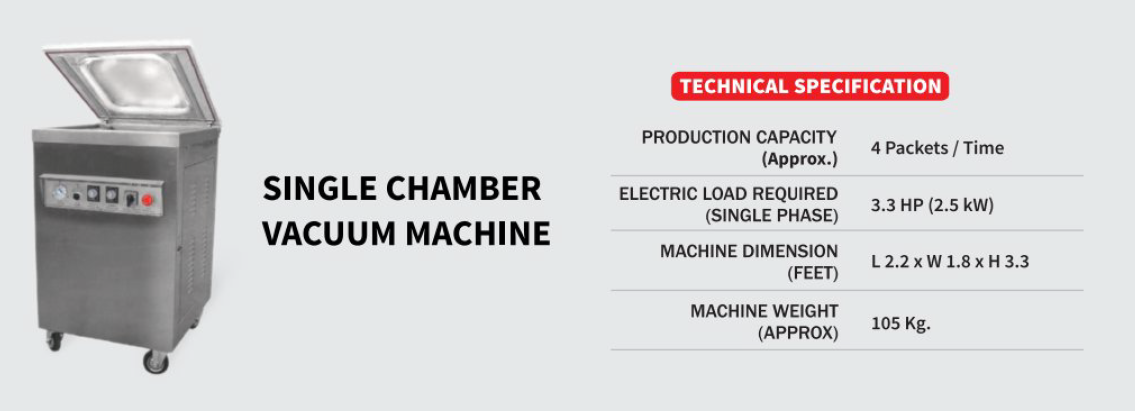 SINGLE CHAMBER
VACUUM MACHINE
TECHNICAL SPECIFICATION
PRODUCTION CAPACITY
(Approx.)
4 Packets / Time
ELECTRIC LOAD REQUIRED
(SINGLE PHASE)
3.3 HP (2.5 kW)
MACHINE DIMENSION
(FEET)
L 2.2 x W 1.8 x H 3.3
MACHINE WEIGHT
(APPROX)
105 Kg.